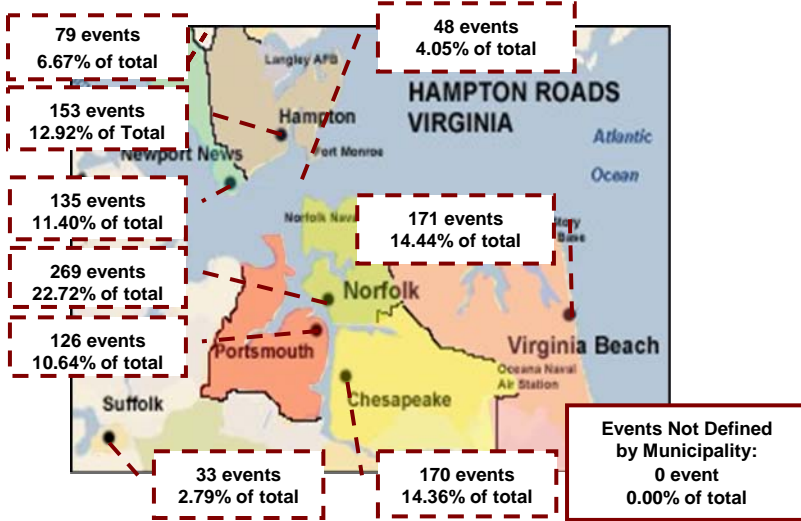 79 events
6.67% of total
48 events
4.05% of total
Langley AFB
HAMPTON ROADS
VIRGINIA
153 events
12.92% of Total
Hampton
Atlantic
Ocean
Newport News
Fort Monroe
135 events
11.40% of total
Norfolk Nava
171 events
14.44% of total
Base
269 events
22.72% of total
Norfolk
126 events
10.64% of total
Portsmouth
Virginia Beach
Oceana Naval
Air Station
Suffolk
Chesapeake
33 events
2.79% of total
170 events
14.36% of total
Events Not Defined
by Municipality:
0 event
0.00% of total